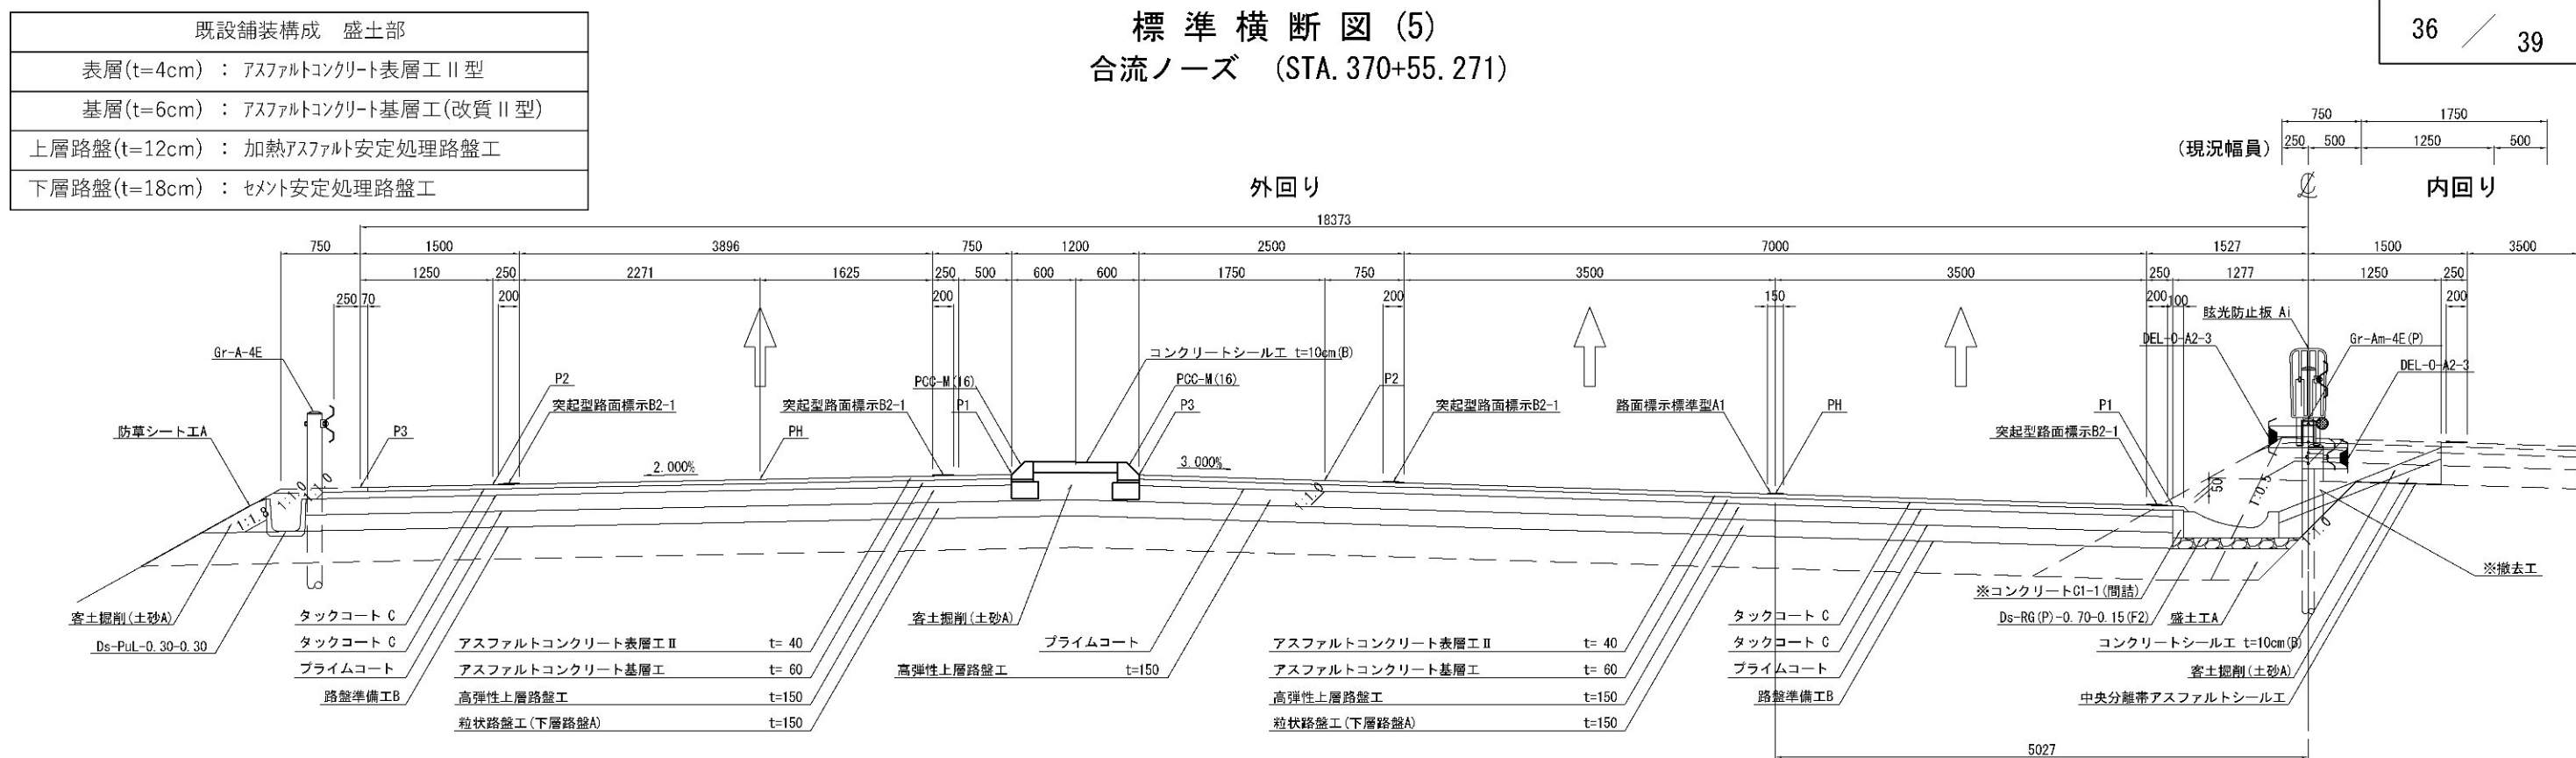 標 準 横 断 図 (5)
合流ノーズ (STA.370+55.271)
36 / 39
既設舗装構成 盛土部
表層(t=4cm) : アスファルトコンクリート表層工Ⅱ型
基層(t=6cm) : アスファルトコンクリート基層工(改質Ⅱ型)
上層路盤(t=12cm) : 加熱アスファルト安定処理路盤工
下層路盤(t=18cm) : セメント安定処理路盤工
750 1750
(現況幅員) 250 500 1250 500
外回り
内回り
18373
750 1500 3896 750 1200 2500 7000 1527 1500 3500
1250 250 2271 1625 250 500 600 600 1750 750 3500 3500 250 1277 1250 250
250 70 200 200 200 150 200 100 200
眩光防止板 Ai
DEL-O-A2-3
Gr-Am-4E(P)
DEL-O-A2-3
Gr-A-4E
コンクリートシール工 t=10cm(B)
P2
PCC-M(16)
PCC-M(16)
P2
突起型路面標示B2-1
突起型路面標示B2-1
P1
P3
突起型路面標示B2-1
路面標示標準型A1
PH
P1
防草シート工A
P3
PH
突起型路面標示B2-1
2.000%
3.000%
1:1.8
1:1.0
1:1.0
1:1.0
50
1:0.5
1:1.0
※撤去工
※コンクリートC1-1(間詰)
客土掘削(土砂A)
タックコート C
客土掘削(土砂A)
タックコート C
Ds-RG(P)-0.70-0.15(F2)
盛土工A
Ds-PuL-0.30-0.30
タックコート C
アスファルトコンクリート表層工Ⅱ t= 40
プライムコート
アスファルトコンクリート表層工Ⅱ t= 40
タックコート C
コンクリートシール工 t=10cm(B)
プライムコート
アスファルトコンクリート基層工 t= 60
高弾性上層路盤工 t=150
アスファルトコンクリート基層工 t= 60
プライムコート
客土掘削(土砂A)
路盤準備工B
高弾性上層路盤工 t=150
高弾性上層路盤工 t=150
路盤準備工B
中央分離帯アスファルトシール工
粒状路盤工(下層路盤A) t=150
粒状路盤工(下層路盤A) t=150
5027